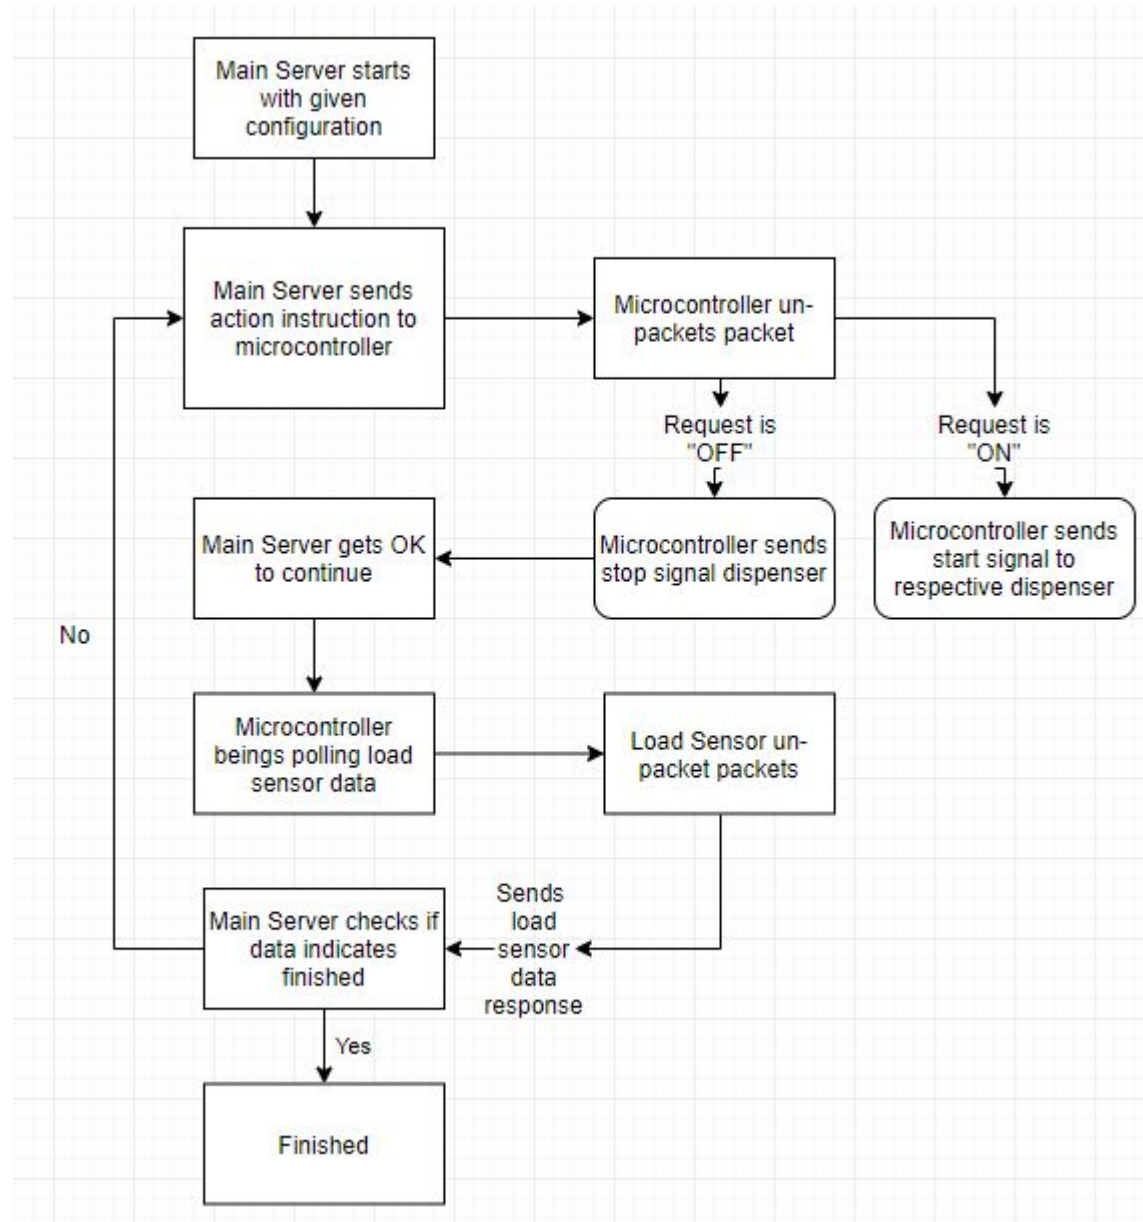 Main Server starts
with given
configuration
Main Server sends
action instruction to
microcontroller
Microcontroller un-
packets packet
Request is
"OFF"
Request is
"ON"
Main Server gets OK
to continue
Microcontroller sends
stop signal dispenser
Microcontroller sends
start signal to
respective dispenser
No
Microcontroller
beings polling load
sensor data
Load Sensor un-
packet packets
Main Server checks if
data indicates
finished
Sends
load
sensor
data
response
Yes
Finished